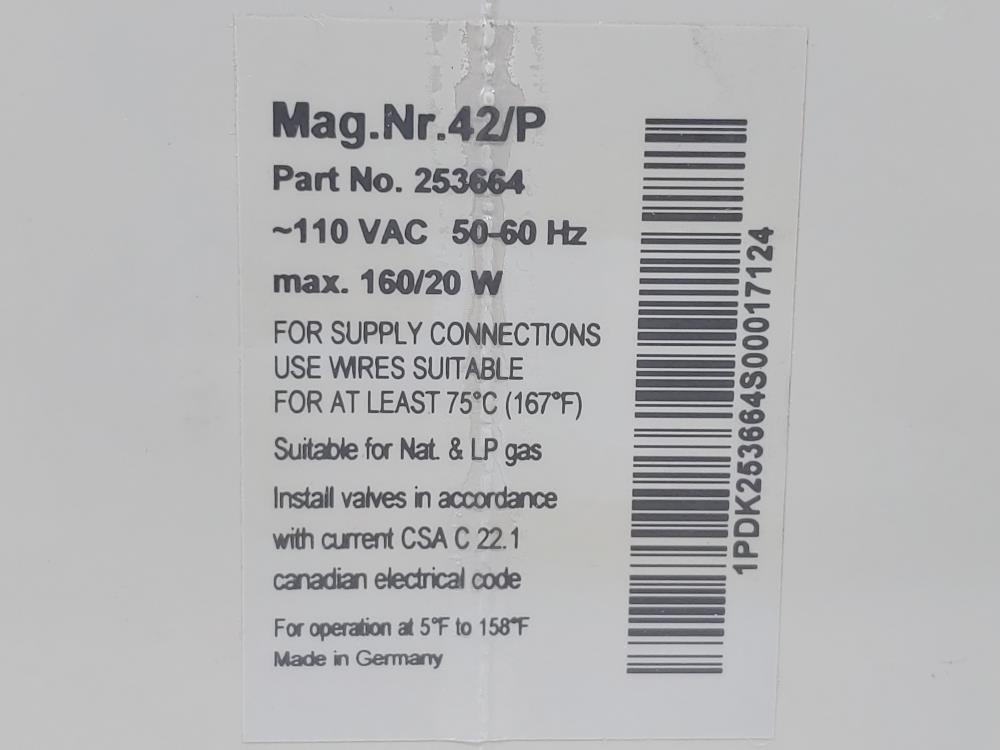 Mag.Nr.42/P
Part No. 253664
~110 VAC 50-60 Hz
max. 160/20 W
FOR SUPPLY CONNECTIONS
USE WIRES SUITABLE
FOR AT LEAST 75°C (167°F)
Suitable for Nat. & LP gas
Install valves in accordance
with current CSA C 22.1
canadian electrical code
For operation at 5°F to 158°F
Made in Germany
1PDK253664S00017124